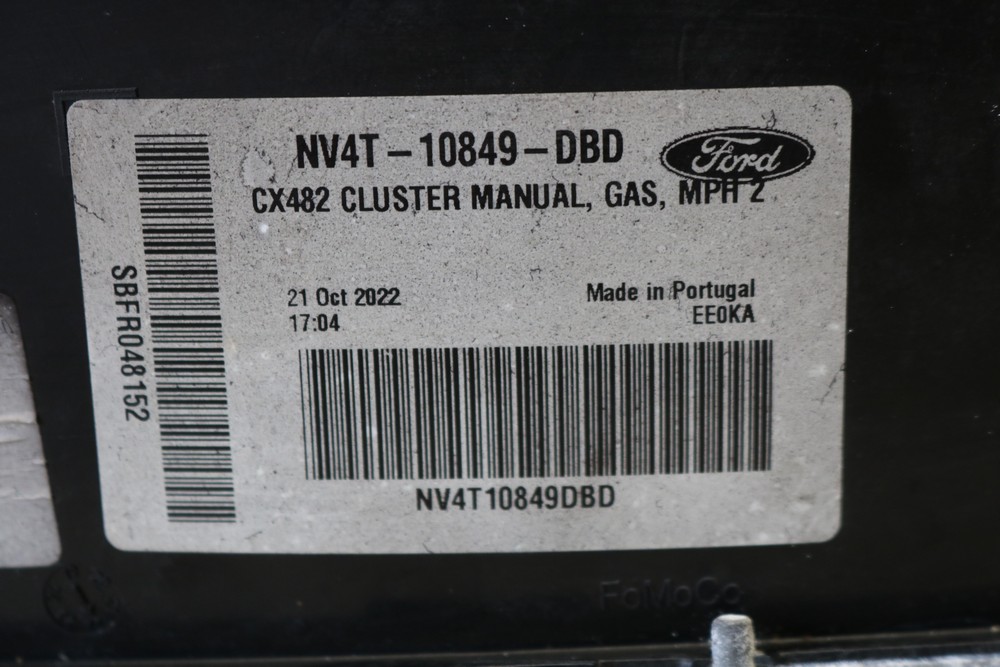 NV4T-10849-DBD
Ford
CX482 CLUSTER MANUAL, GAS, MPH 2
21 Oct 2022
17:04
Made in Portugal
EE0KA
SBFR048152
NV4T10849DBD
FoMoCo